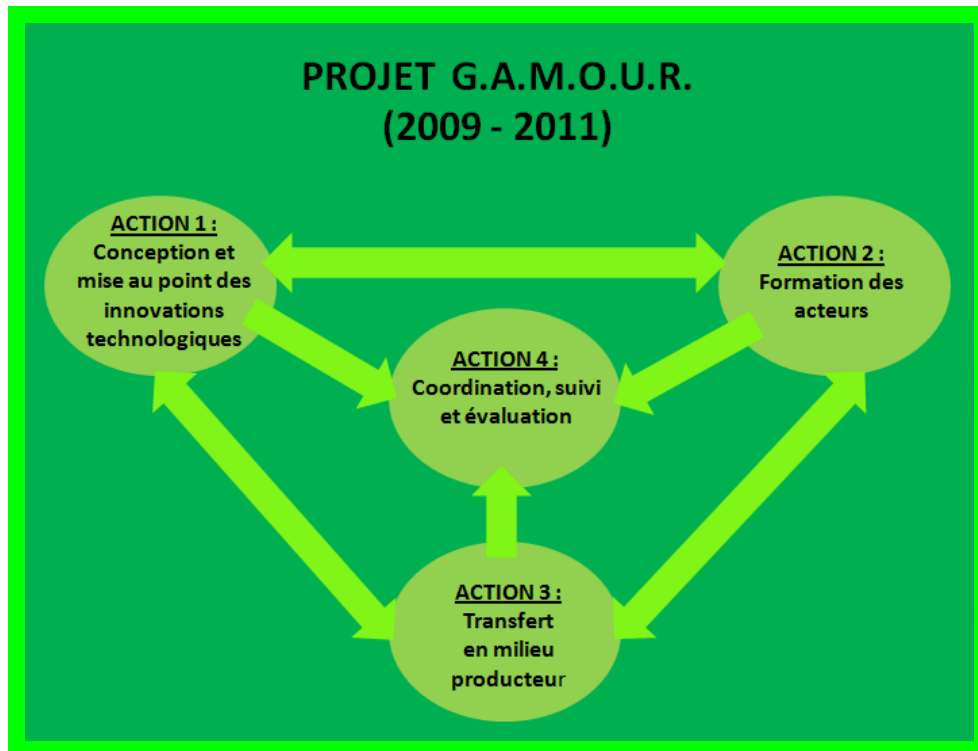 PROJET G.A.M.O.U.R.
(2009 - 2011)
ACTION 1 :
Conception et
mise au point des
innovations
technologiques
ACTION 2 :
Formation des
acteurs
ACTION 4 :
Coordination, suivi
et évaluation
ACTION 3 :
Transfert
en milieu
producteur